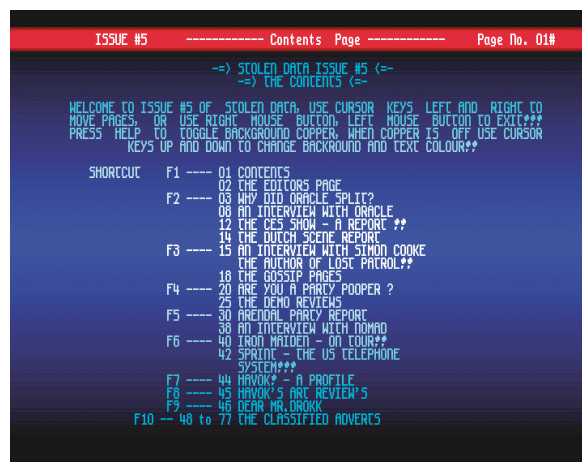 ISSUE #5 ------------ Contents Page ------------ Page No. 01#
-=> STOLEN DATA ISSUE #5 <=-
-=> THE CONTENTS <=-
WELCOME TO ISSUE #5 OF STOLEN DATA, USE CURSOR KEYS LEFT AND RIGHT TO
MOVE PAGES, OR USE RIGHT MOUSE BUTTON, LEFT MOUSE BUTTON TO EXIT!!!
PRESS HELP TO TOGGLE BACKGROUND COPPER, WHEN COPPER IS OFF USE CURSOR
KEYS UP AND DOWN TO CHANGE BACKROUND AND TEXT COLOUR!!
SHORTCUT F1 ---- 01 CONTENTS
02 THE EDITORS PAGE
F2 ---- 03 WHY DID ORACLE SPLIT?
08 AN INTERVIEW WITH ORACLE
12 THE CES SHOW - A REPORT !!
14 THE DUTCH SCENE REPORT
F3 ---- 15 AN INTERVIEW WITH SIMON COOKE
THE AUTHOR OF LOST PATROL!!
18 THE GOSSIP PAGES
F4 ---- 20 ARE YOU A PARTY POOPER ?
25 THE DEMO REVIEWS
F5 ---- 30 ARENDAL PARTY REPORT
38 AN INTERVIEW WITH NOMAD
F6 ---- 40 IRON MAIDEN - ON TOUR!!
42 SPRINT - THE US TELEPHONE
SYSTEM!!!
F7 ---- 44 HAVOK! - A PROFILE
F8 ---- 45 HAVOK'S ART REVIEW'S
F9 ---- 46 DEAR MR.DROKK
F10 -- 48 to 77 THE CLASSIFIED ADVERTS